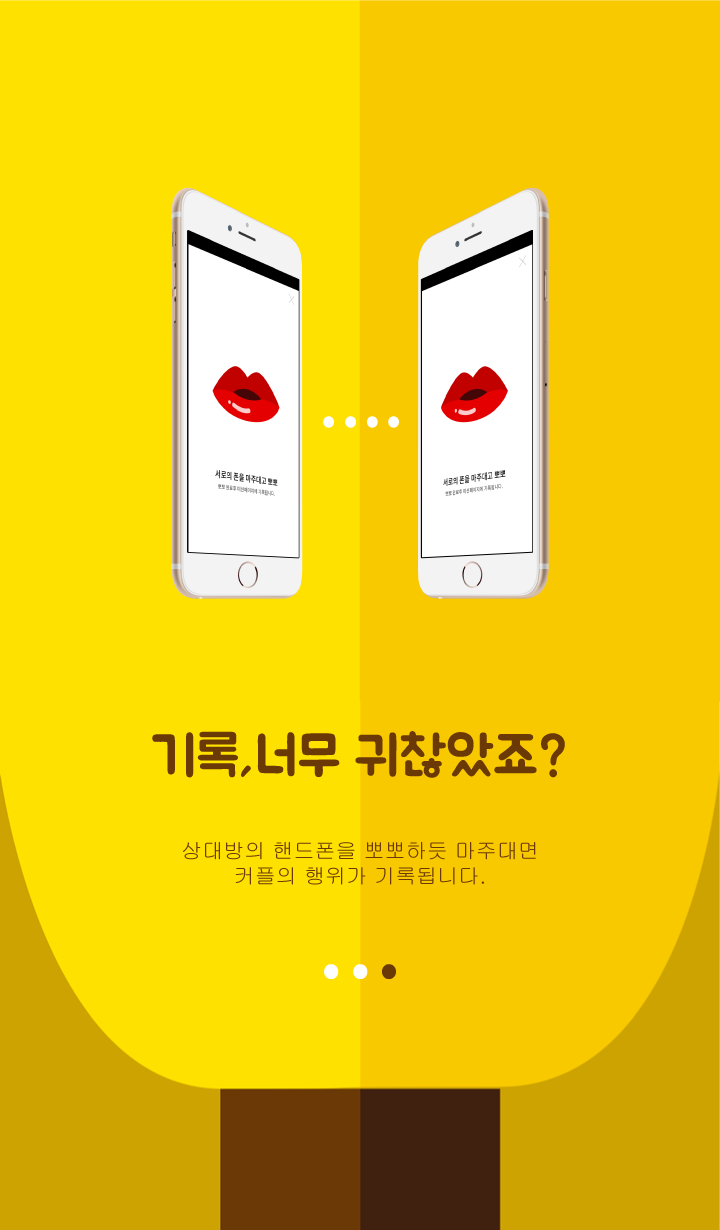 서로의 폰을 마주대고 뽀뽀
서로의 폰을 마주대고 뽀뽀
기록,너무 귀찮았죠?
상대방의 핸드폰을 뽀뽀하듯 마주대면
커플의 행위가 기록됩니다.